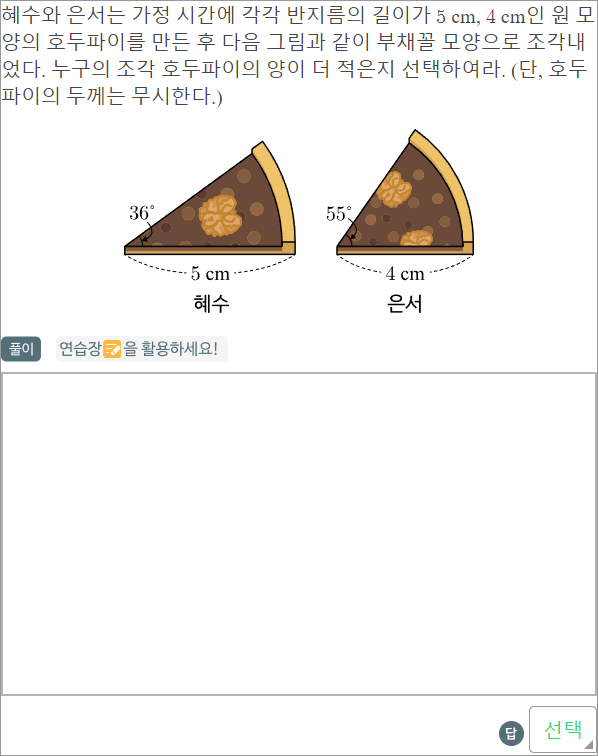 혜수와 은서는 가정 시간에 각각 반지름의 길이가 5 cm, 4 cm인 원 모
양의 호두파이를 만든 후 다음 그림과 같이 부채꼴 모양으로 조각내
었다. 누구의 조각 호두파이의 양이 더 적은지 선택하여라. (단, 호두
파이의 두께는 무시한다.)
36°
55°
5 cm
4 cm
혜수
은서
풀이
연습장을 활용하세요!
답
선택